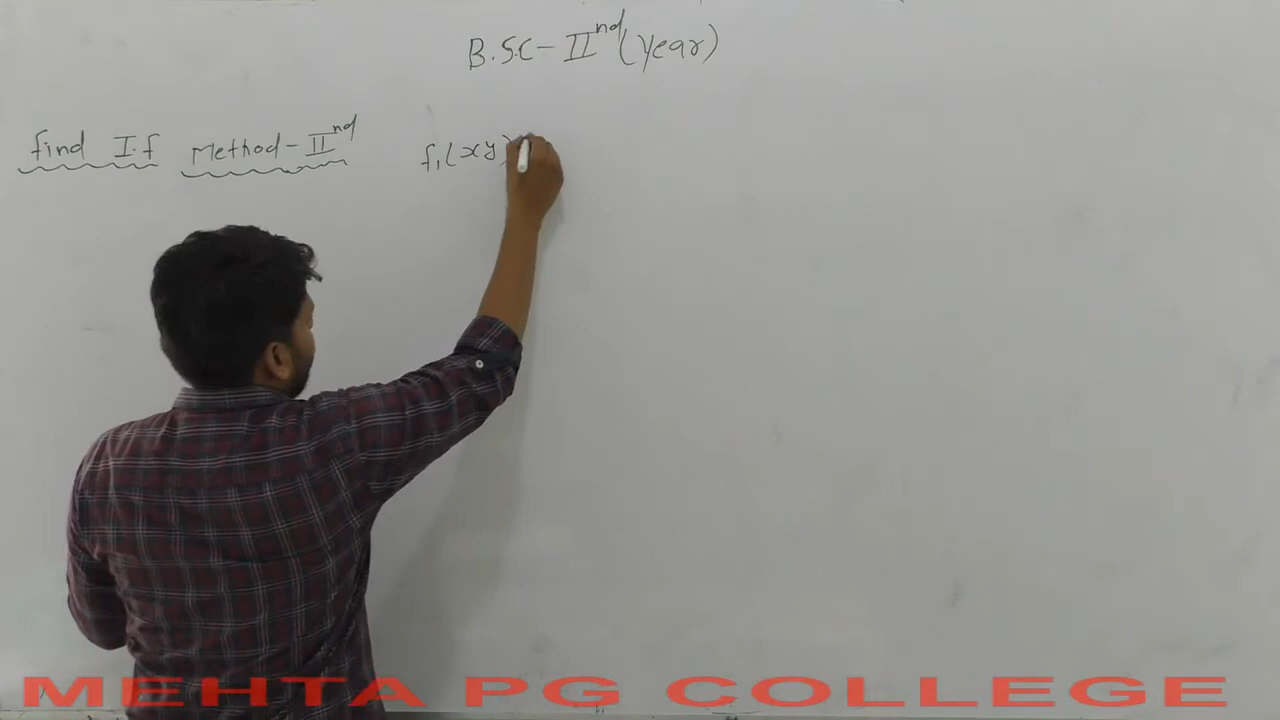 B.SC - IInd (year)
find I.f Method - IInd f1(xy)
MEHTA PG COLLEGE